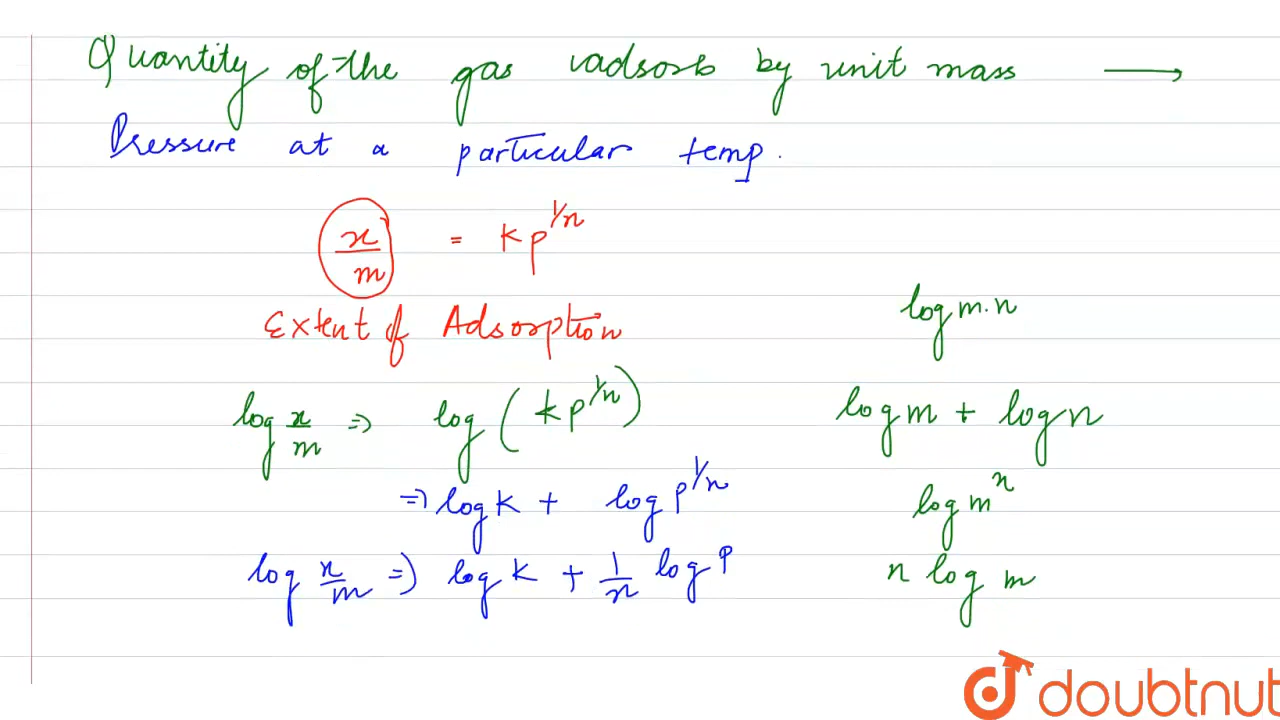 Quantity of the gas adsorb by unit mass →
Pressure at a particular temp.
x/m = kp^1/n
Extent of Adsorption
log m.n
log x/m ⇒ log (kp^1/n)
log m + log n
⇒ log k + log p^1/n
log m^n
log x/m ⇒ log k + 1/n log p
n log m
doubtnut